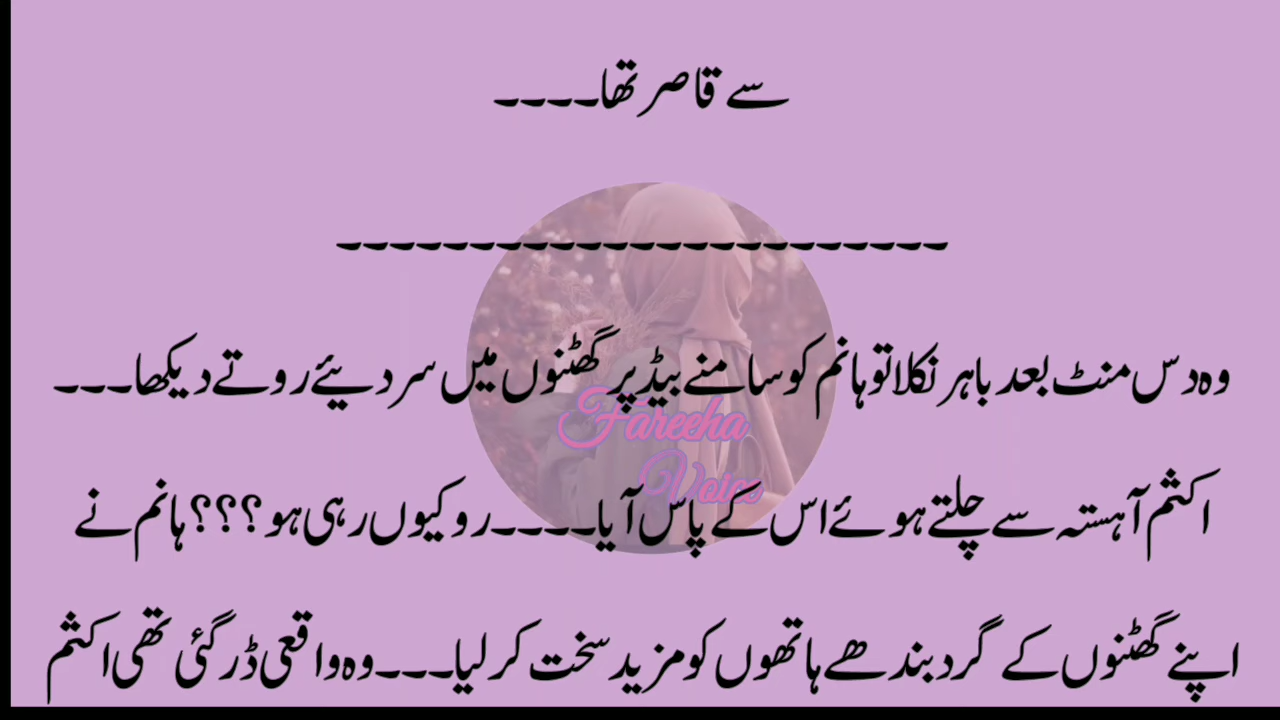 سے قاصر تھا۔۔۔۔
۔۔۔۔۔۔۔۔۔۔۔۔۔۔۔۔۔۔۔۔۔۔۔
وہ دس منٹ بعد باہر نکلا تو ہانم کو سامنے بیڈ پر گھٹنوں میں سر دیئے روتے دیکھا۔۔۔
Fareeha
Voice
اکثم آہستہ سے چلتے ہوئے اس کے پاس آیا۔۔۔۔رو کیوں رہی ہو؟؟؟ ہانم نے
اپنے گھٹنوں کے گرد بندھے ہاتھوں کو مزید سخت کر لیا۔۔۔وہ واقعی ڈر گئی تھی اکثم